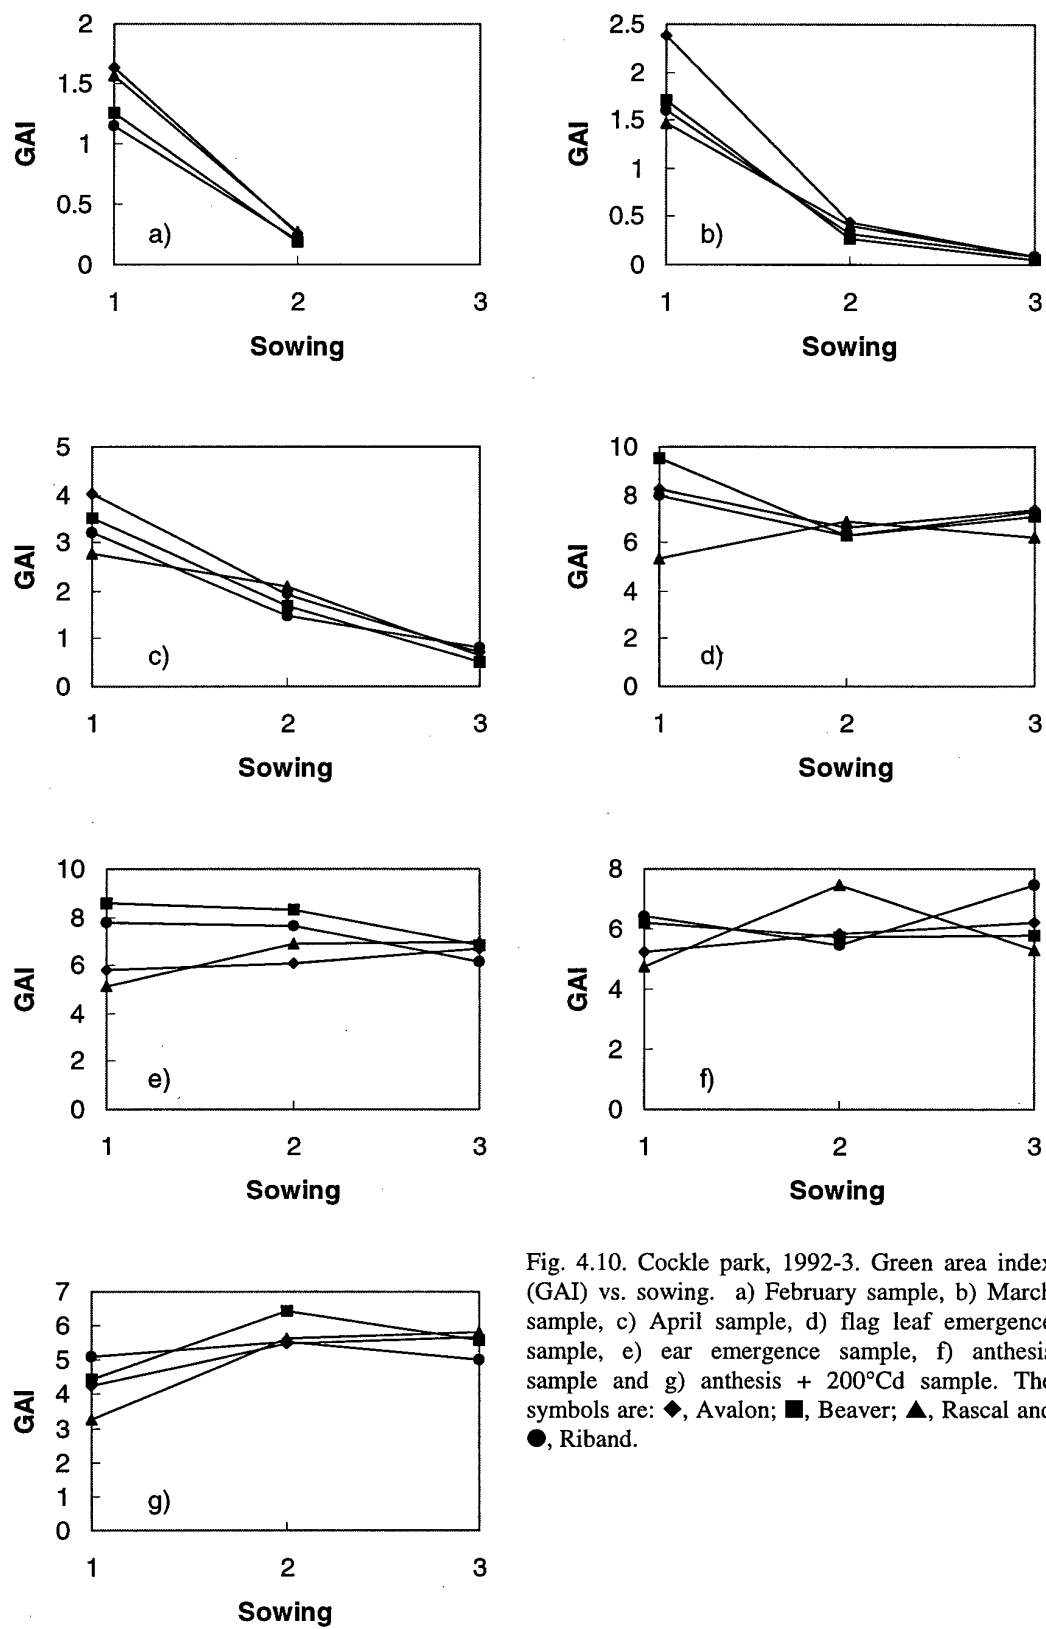 2
1.5
1
0.5
0
GAI
a)
1 2 3
Sowing
2.5
2
1.5
1
0.5
0
GAI
b)
1 2 3
Sowing
5
4
3
2
1
0
GAI
c)
1 2 3
Sowing
10
8
6
4
2
0
GAI
d)
1 2 3
Sowing
10
8
6
4
2
0
GAI
e)
1 2 3
Sowing
8
6
4
2
0
GAI
f)
1 2 3
Sowing
7
6
5
4
3
2
1
0
GAI
g)
1 2 3
Sowing
Fig. 4.10. Cockle park, 1992-3. Green area index
(GAI) vs. sowing. a) February sample, b) March
sample, c) April sample, d) flag leaf emergence
sample, e) ear emergence sample, f) anthesis
sample and g) anthesis + 200°Cd sample. The
symbols are: ◆, Avalon; ■, Beaver; ▲, Rascal and
●, Riband.